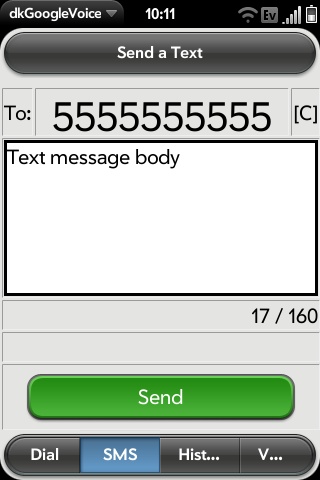 dkGoogleVoice 10:11 Ev
Send a Text
To: 5555555555 [C]
Text message body
17 / 160
Send
Dial SMS Hist... V...